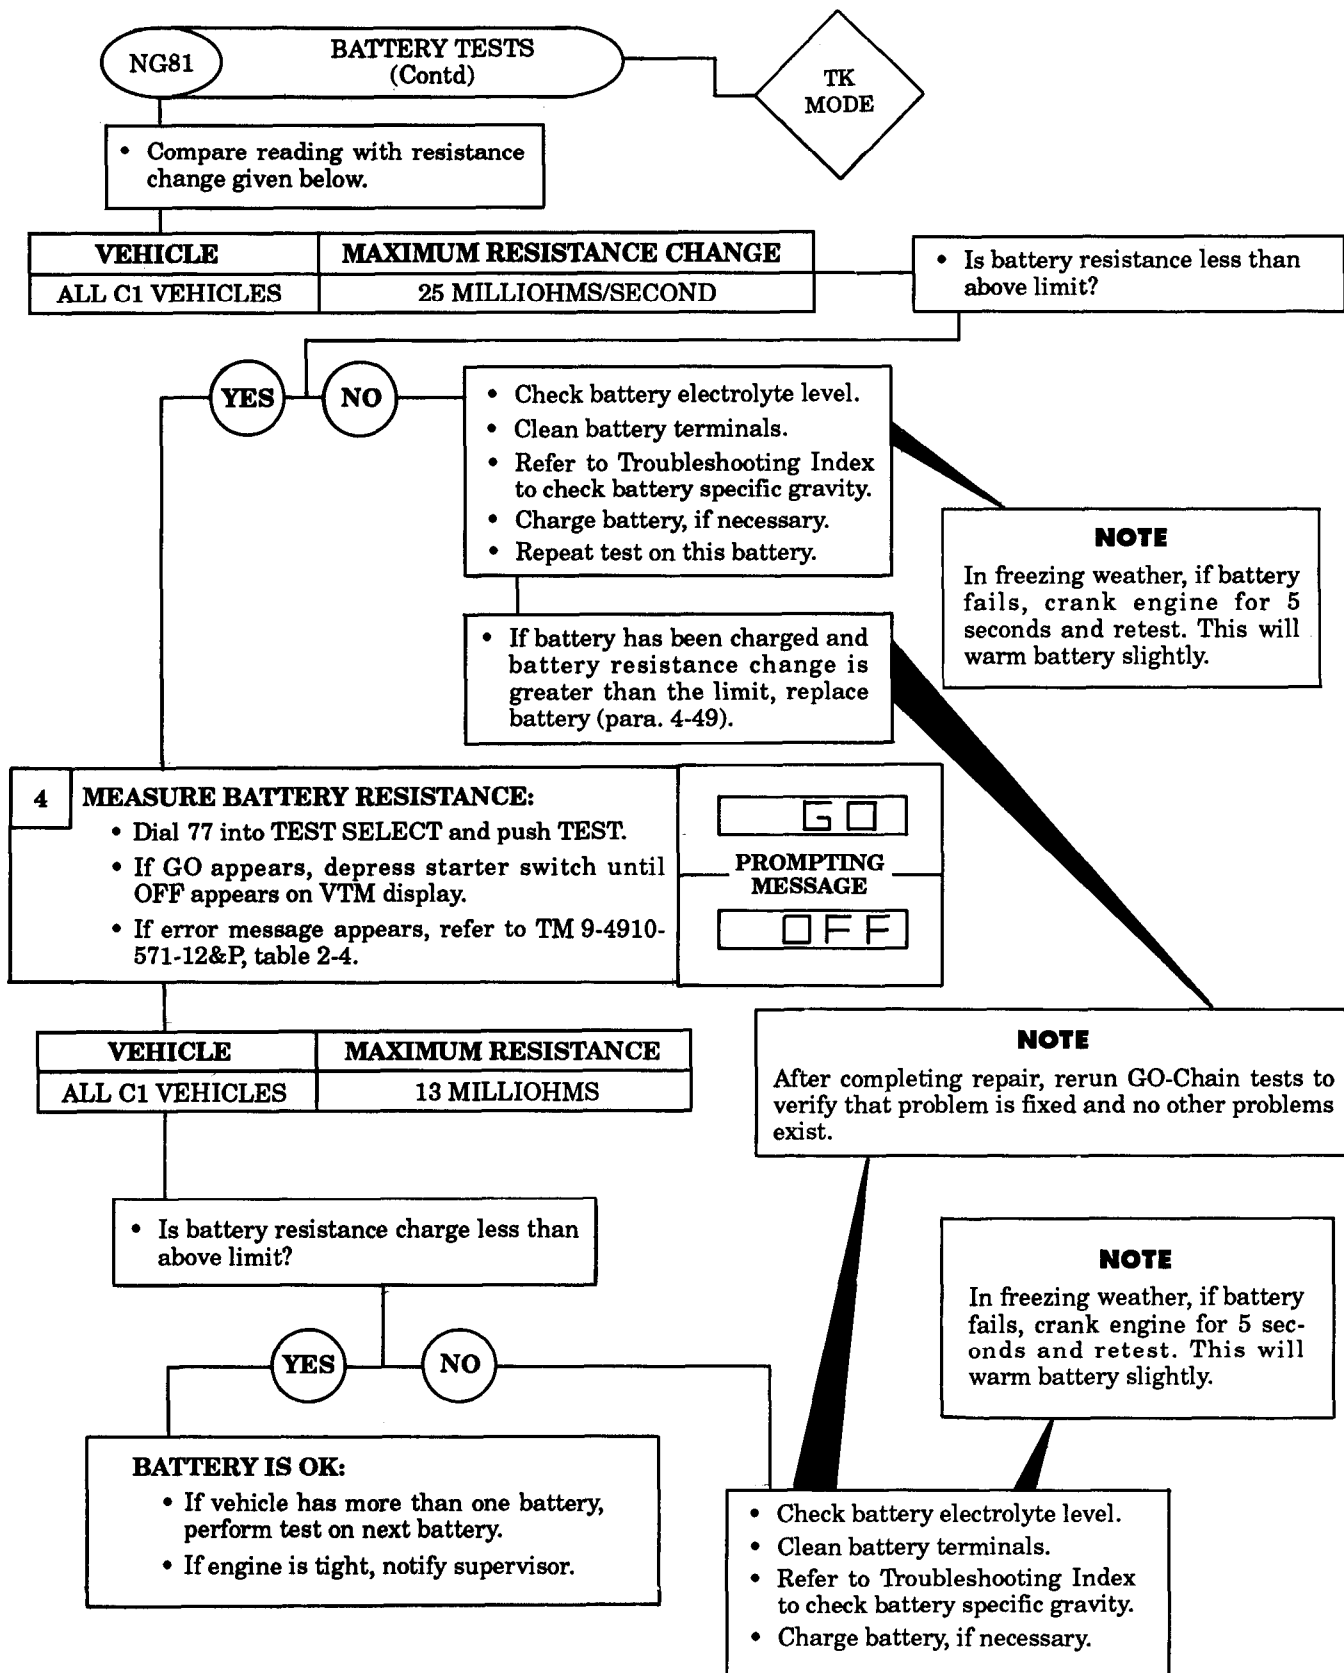 NG81
BATTERY TESTS
(Contd)
TK
MODE
• Compare reading with resistance
change given below.
VEHICLE MAXIMUM RESISTANCE CHANGE
ALL C1 VEHICLES 25 MILLIOHMS/SECOND
• Is battery resistance less than
above limit?
YES NO
• Check battery electrolyte level.
• Clean battery terminals.
• Refer to Troubleshooting Index
to check battery specific gravity.
• Charge battery, if necessary.
• Repeat test on this battery.
NOTE
In freezing weather, if battery
fails, crank engine for 5
seconds and retest. This will
warm battery slightly.
• If battery has been charged and
battery resistance change is
greater than the limit, replace
battery (para. 4-49).
4 MEASURE BATTERY RESISTANCE:
• Dial 77 into TEST SELECT and push TEST.
• If GO appears, depress starter switch until
OFF appears on VTM display.
• If error message appears, refer to TM 9-4910-
571-12&P, table 2-4.
GO
PROMPTING
MESSAGE
OFF
VEHICLE MAXIMUM RESISTANCE
ALL C1 VEHICLES 13 MILLIOHMS
NOTE
After completing repair, rerun GO-Chain tests to
verify that problem is fixed and no other problems
exist.
• Is battery resistance charge less than
above limit?
NOTE
In freezing weather, if battery
fails, crank engine for 5 sec-
onds and retest. This will
warm battery slightly.
YES NO
BATTERY IS OK:
• If vehicle has more than one battery,
perform test on next battery.
• If engine is tight, notify supervisor.
• Check battery electrolyte level.
• Clean battery terminals.
• Refer to Troubleshooting Index
to check battery specific gravity.
• Charge battery, if necessary.